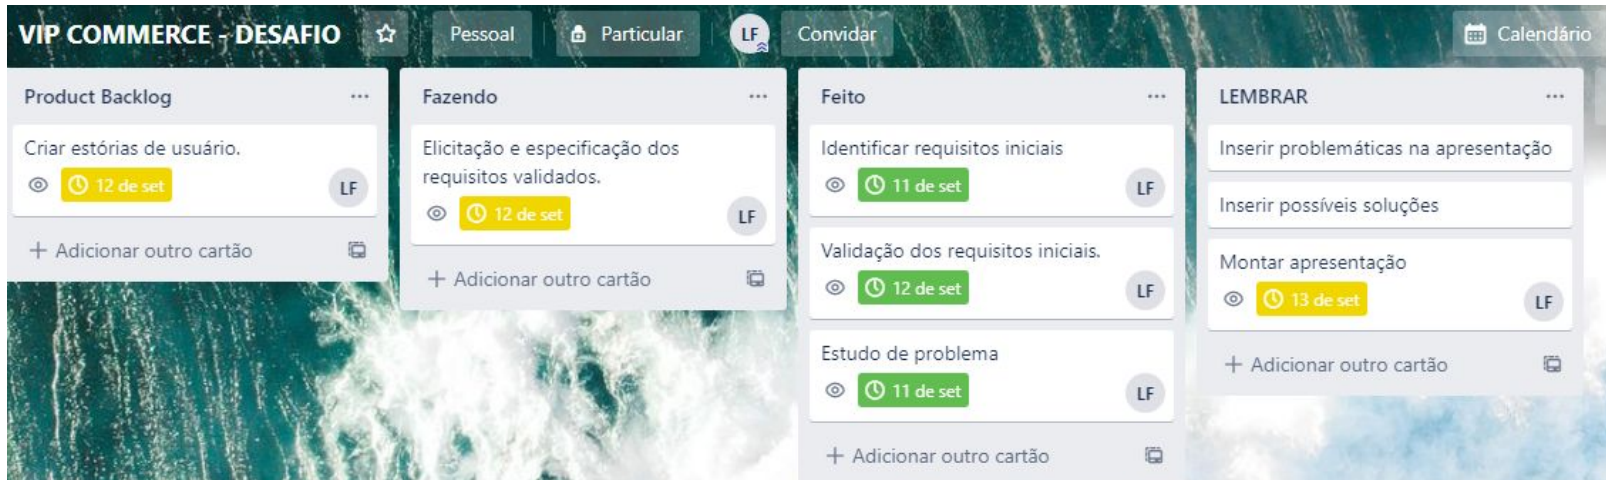 VIP COMMERCE - DESAFIO
Pessoal
Particular
LF
Convidar
Calendário
Product Backlog
Criar estórias de usuário.
12 de set
LF
+ Adicionar outro cartão
Fazendo
Elicitação e especificação dos
requisitos validados.
12 de set
LF
+ Adicionar outro cartão
Feito
Identificar requisitos iniciais
11 de set
LF
Validação dos requisitos iniciais.
12 de set
LF
Estudo de problema
11 de set
LF
+ Adicionar outro cartão
LEMBRAR
Inserir problemáticas na apresentação
Inserir possíveis soluções
Montar apresentação
13 de set
LF
+ Adicionar outro cartão